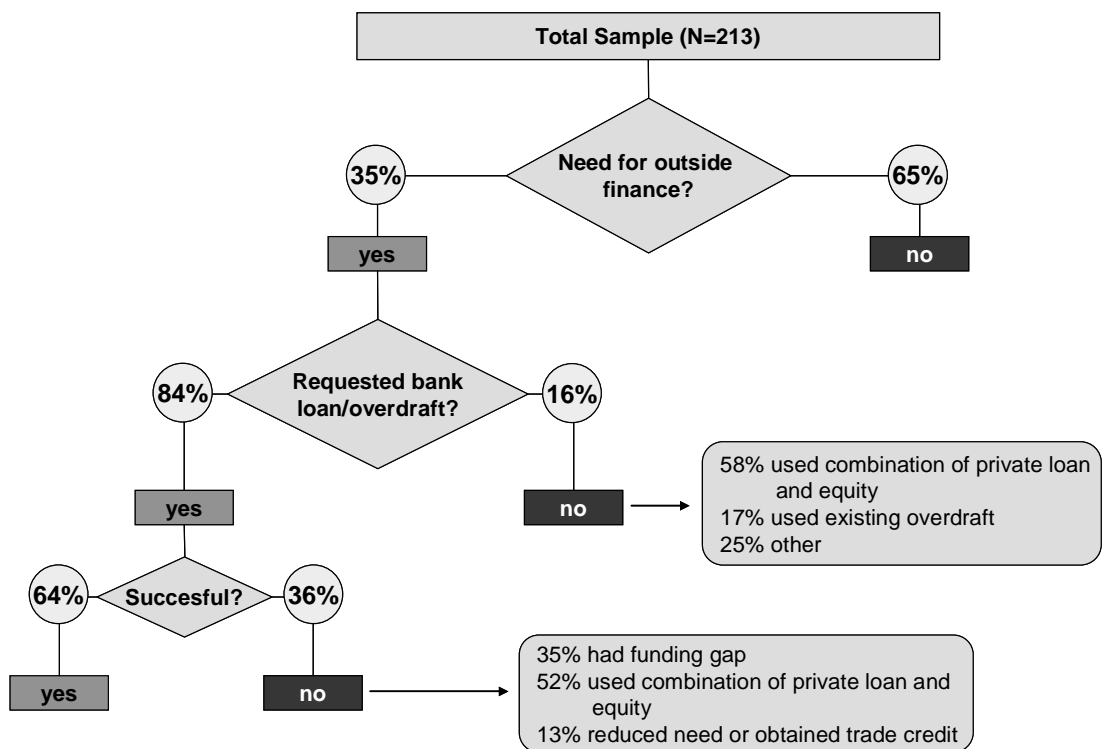 Total Sample (N=213)
Need for outside
finance?
35%
65%
yes
no
Requested bank
loan/overdraft?
84%
16%
yes
no
58% used combination of private loan
and equity
17% used existing overdraft
25% other
Succesful?
64%
36%
yes
no
35% had funding gap
52% used combination of private loan and
equity
13% reduced need or obtained trade credit